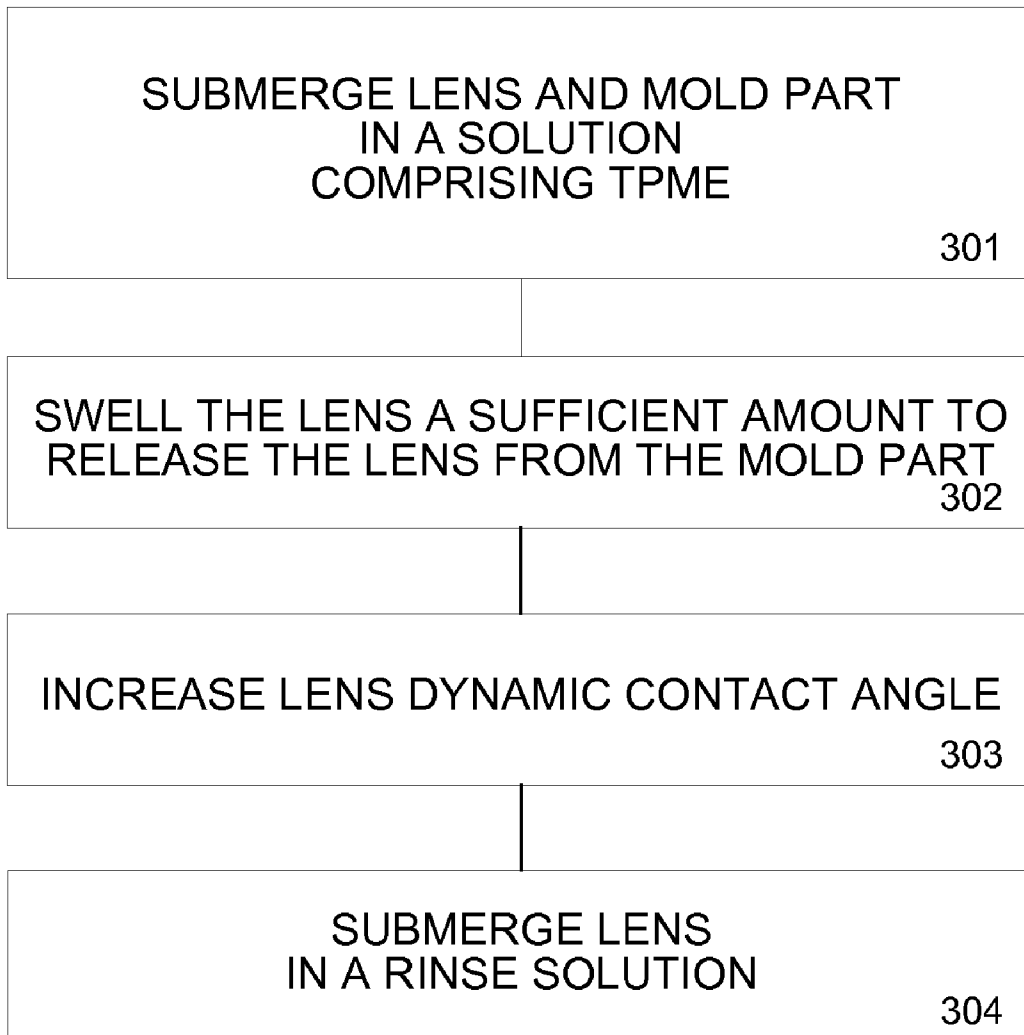 SUBMERGE LENS AND MOLD PART
IN A SOLUTION
COMPRISING TPME
301
SWELL THE LENS A SUFFICIENT AMOUNT TO
RELEASE THE LENS FROM THE MOLD PART
302
INCREASE LENS DYNAMIC CONTACT ANGLE
303
SUBMERGE LENS
IN A RINSE SOLUTION
304